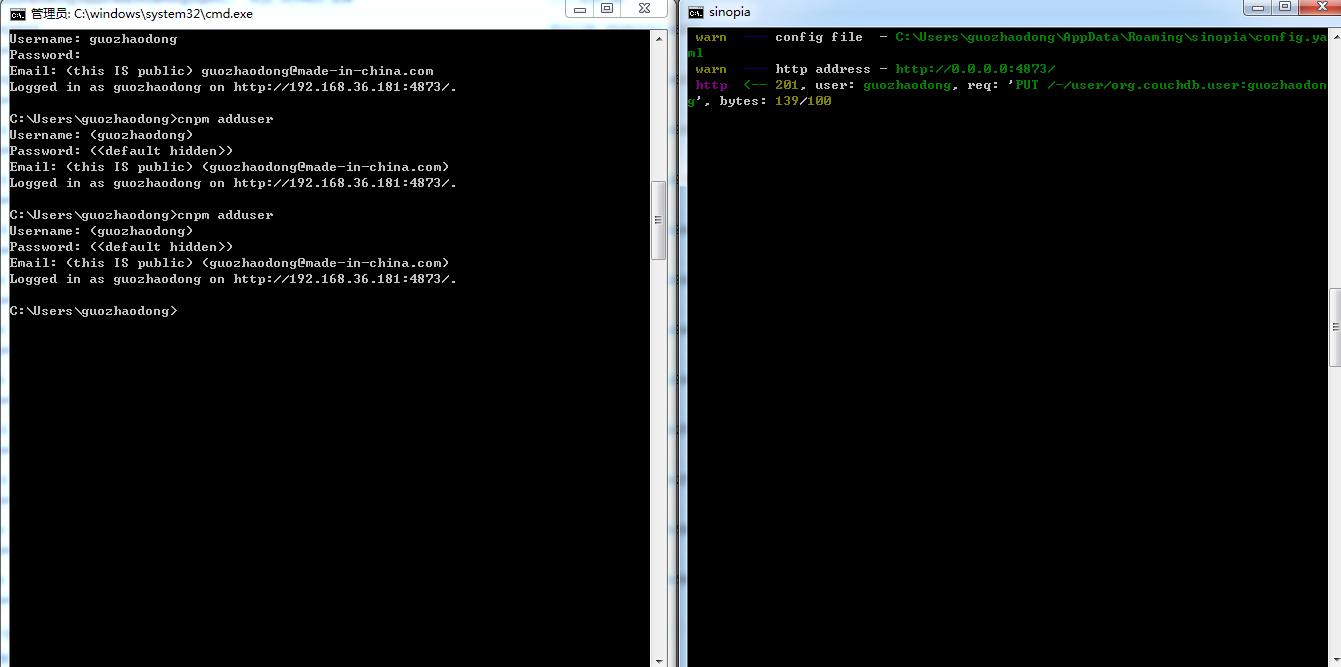 管理员: C:\windows\system32\cmd.exe
Username: guozhaodong
Password:
Email: (this IS public) guozhaodong@made-in-china.com
Logged in as guozhaodong on http://192.168.36.181:4873/.
C:\Users\guozhaodong>cnpm adduser
Username: (guozhaodong)
Password: (<default hidden>)
Email: (this IS public) (guozhaodong@made-in-china.com)
Logged in as guozhaodong on http://192.168.36.181:4873/.
C:\Users\guozhaodong>cnpm adduser
Username: (guozhaodong)
Password: (<default hidden>)
Email: (this IS public) (guozhaodong@made-in-china.com)
Logged in as guozhaodong on http://192.168.36.181:4873/.
C:\Users\guozhaodong>
sinopia
warn --- config file - C:\Users\guozhaodong\AppData\Roaming\sinopia\config.ya
ml
warn --- http address - http://0.0.0.0:4873/
http <-- 201, user: guozhaodong, req: 'PUT /-/user/org.couchdb.user:guozhaodon
g', bytes: 139/100